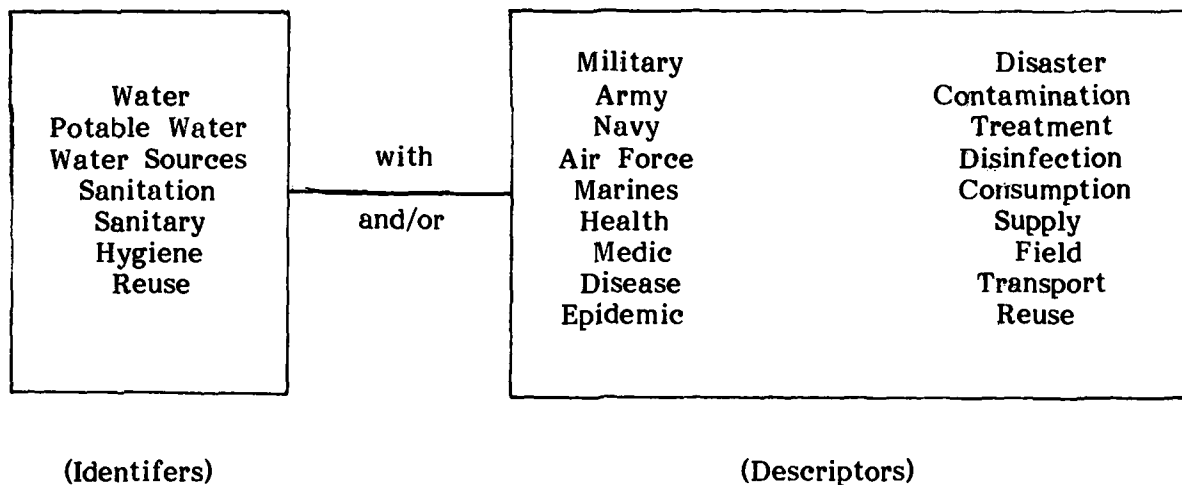 Water
Potable Water
Water Sources
Sanitation
Sanitary
Hygiene
Reuse
with
and/or
Military
Army
Navy
Air Force
Marines
Health
Medic
Disease
Epidemic
Disaster
Contamination
Treatment
Disinfection
Consumption
Supply
Field
Transport
Reuse
(Identifers)
(Descriptors)